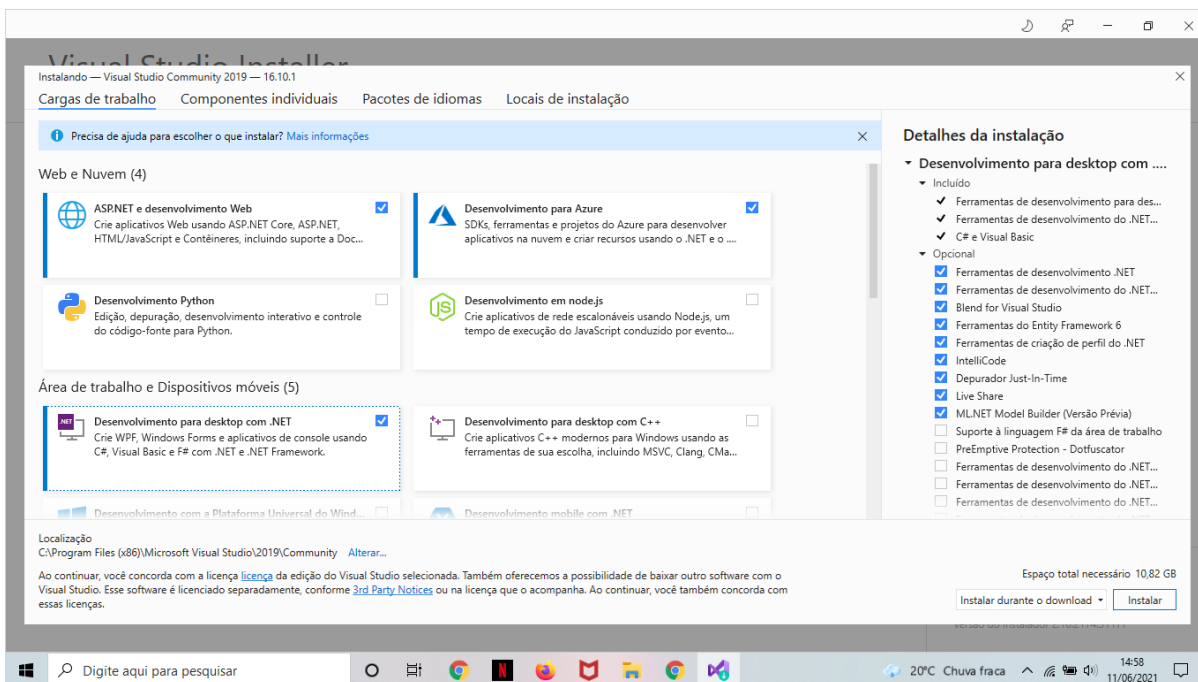 Visual Studio Installer
Instalando — Visual Studio Community 2019 — 16.10.1
Cargas de trabalho
Componentes individuais
Pacotes de idiomas
Locais de instalação
Precisa de ajuda para escolher o que instalar? Mais informações
Web e Nuvem (4)
ASP.NET e desenvolvimento Web
Crie aplicativos Web usando ASP.NET Core, ASP.NET,
HTML/JavaScript e Contêineres, incluindo suporte a Doc...
Desenvolvimento para Azure
SDKs, ferramentas e projetos do Azure para desenvolver
aplicativos na nuvem e criar recursos usando o .NET e o ....
Desenvolvimento Python
Edição, depuração, desenvolvimento interativo e controle
do código-fonte para Python.
JS
Desenvolvimento em node.js
Crie aplicativos de rede escalonáveis usando Node.js, um
tempo de execução do JavaScript conduzido por evento...
Área de trabalho e Dispositivos móveis (5)
.NET
Desenvolvimento para desktop com .NET
Crie WPF, Windows Forms e aplicativos de console usando
C#, Visual Basic e F# com .NET e .NET Framework.
Desenvolvimento para desktop com C++
Crie aplicativos C++ modernos para Windows usando as
ferramentas de sua escolha, incluindo MSVC, Clang, CMa...
Desenvolvimento com a Plataforma Universal do Wind...
Desenvolvimento mobile com .NET
Detalhes da instalação
Desenvolvimento para desktop com ....
Incluído
Ferramentas de desenvolvimento para des...
Ferramentas de desenvolvimento do .NET...
C# e Visual Basic
Opcional
Ferramentas de desenvolvimento .NET
Ferramentas de desenvolvimento do .NET...
Blend for Visual Studio
Ferramentas do Entity Framework 6
Ferramentas de criação de perfil do .NET
IntelliCode
Depurador Just-In-Time
Live Share
ML.NET Model Builder (Versão Prévia)
Suporte à linguagem F# da área de trabalho
PreEmptive Protection - Dotfuscator
Ferramentas de desenvolvimento do .NET...
Ferramentas de desenvolvimento do .NET...
Ferramentas de desenvolvimento do .NET...
Localização
C:\Program Files (x86)\Microsoft Visual Studio\2019\Community Alterar...
Ao continuar, você concorda com a licença licença da edição do Visual Studio selecionada. Também oferecemos a possibilidade de baixar outro software com o
Visual Studio. Esse software é licenciado separadamente, conforme 3rd Party Notices ou na licença que o acompanha. Ao continuar, você também concorda com
essas licenças.
Espaço total necessário 10,82 GB
Instalar durante o download
Instalar
Digite aqui para pesquisar
N
20°C Chuva fraca
14:58
11/06/2021